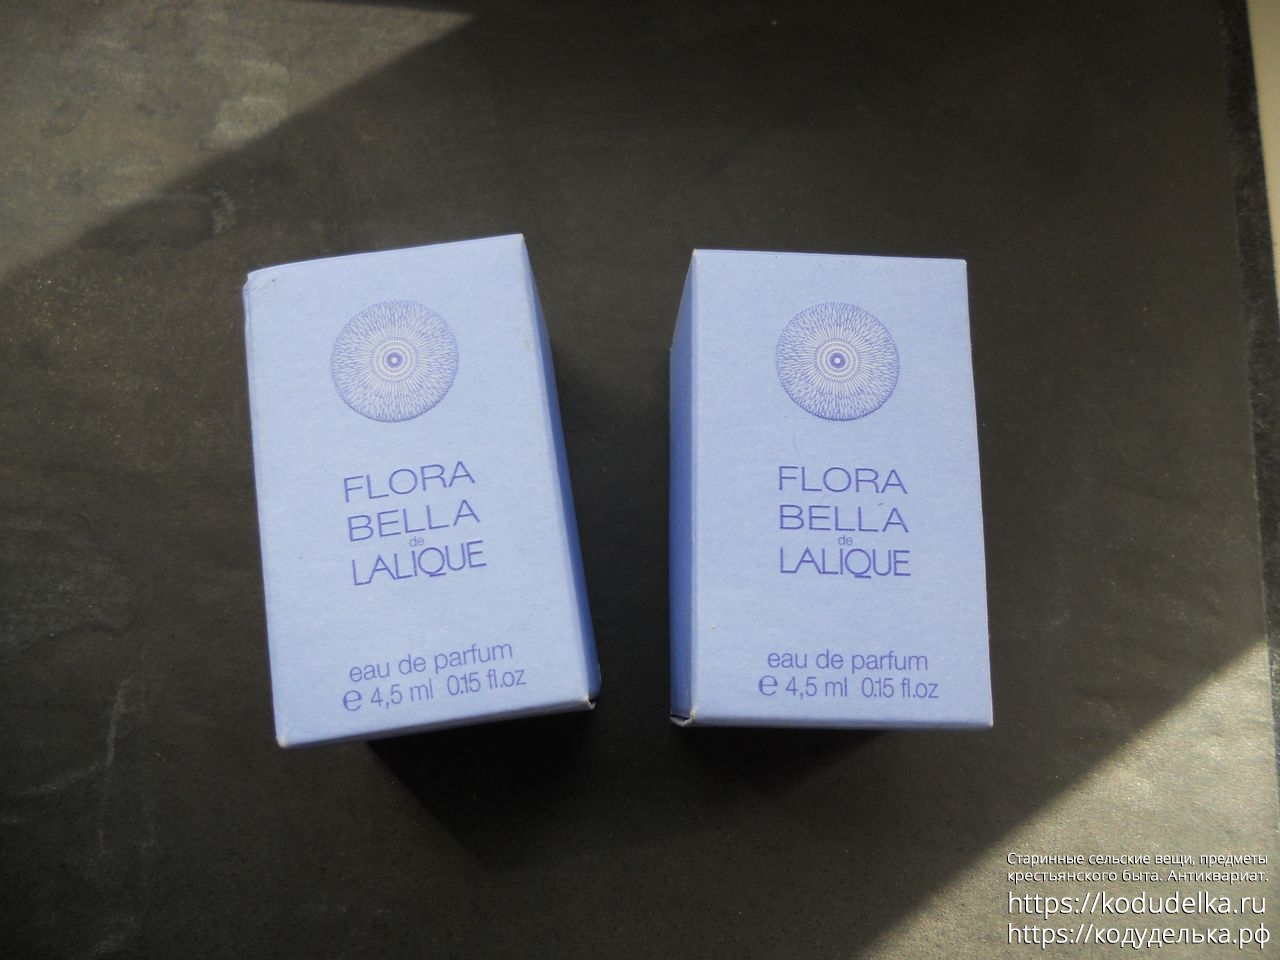 FLORA
BELLA
de
LALIQUE
eau de parfum
e 4,5 ml 0.15 fl.oz
FLORA
BELLA
de
LALIQUE
eau de parfum
e 4,5 ml 0.15 fl.oz
Старинные сельские вещи, предметы
крестьянского быта. Антиквариат.
https://kodudelka.ru
https://кодуделька.рф